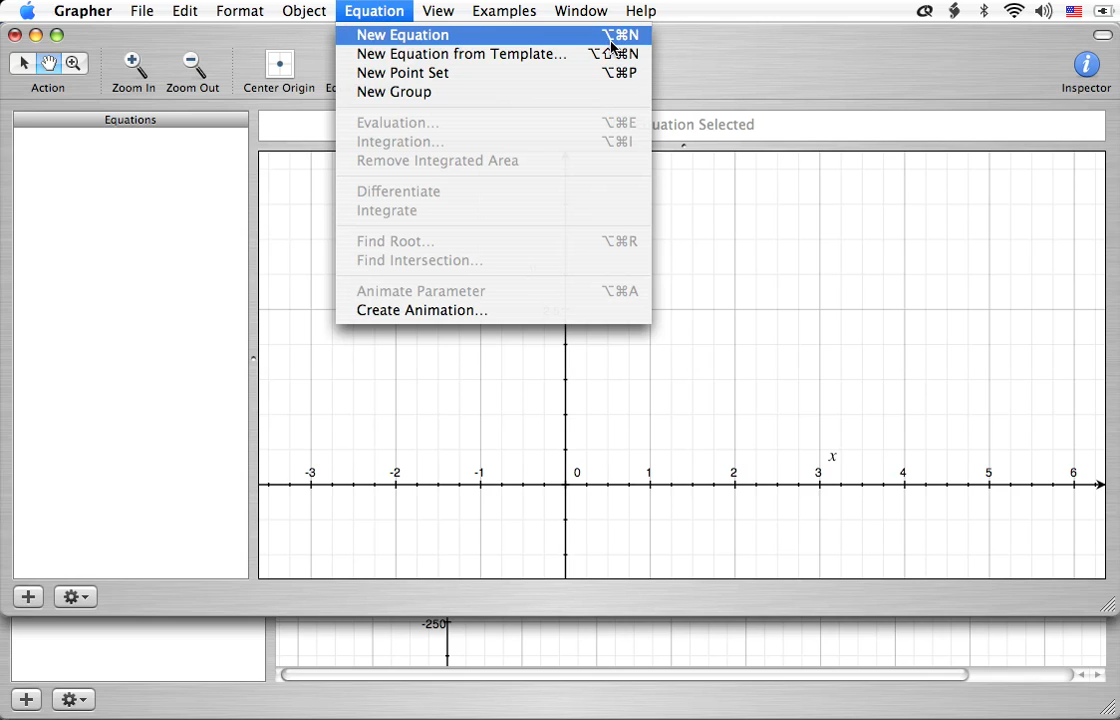 Grapher File Edit Format Object Equation View Examples Window Help
New Equation ⌥⌘N
New Equation from Template... ⌥⇧⌘N
New Point Set ⌥⌘P
New Group
Evaluation... ⌥⌘E
Integration... ⌥⌘I
Remove Integrated Area
Differentiate
Integrate
Find Root... ⌥⌘R
Find Intersection...
Animate Parameter ⌥⌘A
Create Animation...
Action Zoom In Zoom Out Center Origin Inspector
Equations
Equation Selected
x
-3 -2 -1 0 1 2 3 4 5 6
-250